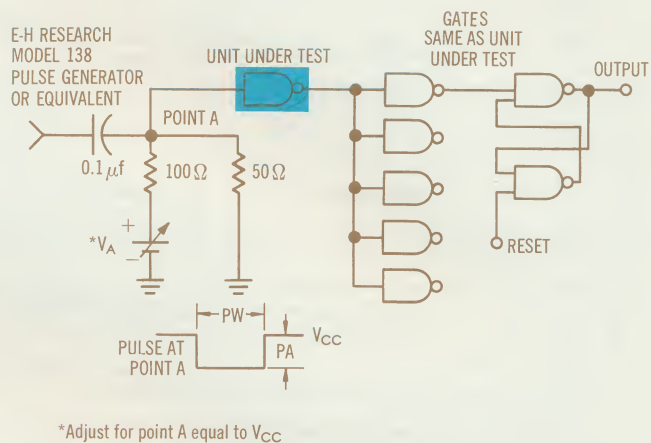 E-H RESEARCH
MODEL 138
PULSE GENERATOR
OR EQUIVALENT
UNIT UNDER TEST
GATES
SAME AS UNIT
UNDER TEST
OUTPUT
POINT A
0.1 μf
100Ω
50Ω
+
*VA
−
RESET
PW
VCC
PA
PULSE AT
POINT A
*Adjust for point A equal to VCC